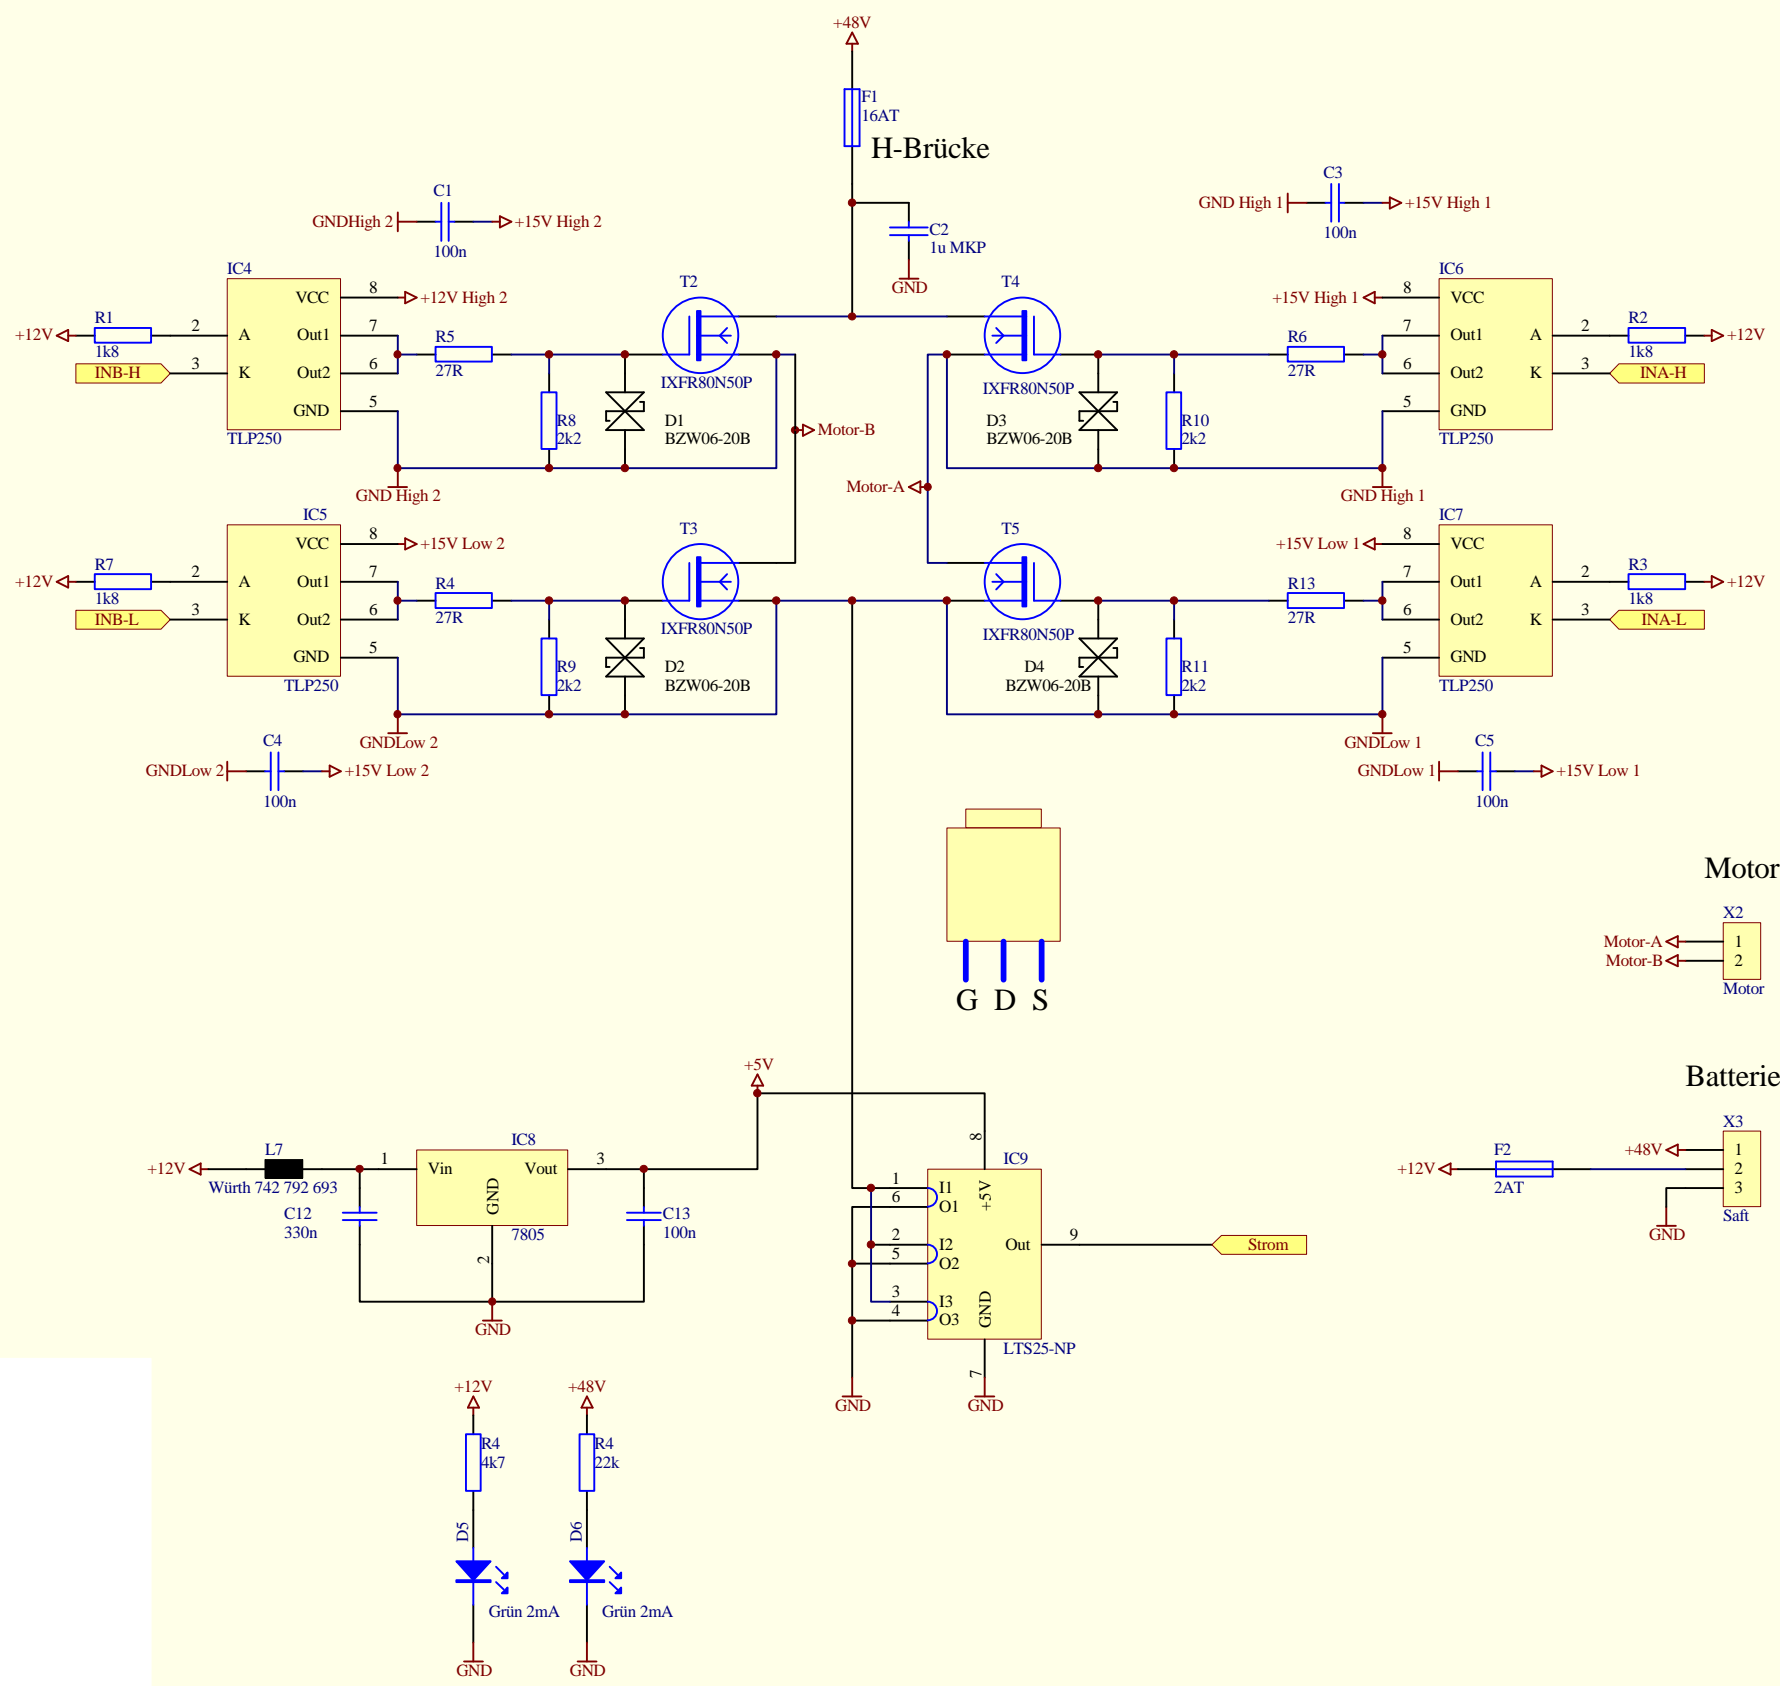 +48V
F1
16AT
H-Brücke
C1
GNDHigh 2
+15V High 2
100n
C3
GND High 1
+15V High 1
100n
C2
1u MKP
GND
IC4
VCC
8
+12V High 2
+12V
R1
1k8
2
A
Out1
7
INB-H
3
K
Out2
6
GND
5
TLP250
R5
27R
T2
IXFR80N50P
R8
2k2
D1
BZW06-20B
Motor-B
GND High 2
T4
IXFR80N50P
D3
BZW06-20B
R10
2k2
R6
27R
Motor-A
GND High 1
IC6
+15V High 1
8
VCC
7
Out1
A
2
R2
1k8
+12V
6
Out2
K
3
INA-H
5
GND
TLP250
IC5
VCC
8
+15V Low 2
+12V
R7
1k8
2
A
Out1
7
INB-L
3
K
Out2
6
GND
5
TLP250
R4
27R
T3
IXFR80N50P
R9
2k2
D2
BZW06-20B
GNDLow 2
T5
IXFR80N50P
D4
BZW06-20B
R11
2k2
R13
27R
GNDLow 1
IC7
+15V Low 1
8
VCC
7
Out1
A
2
R3
1k8
+12V
6
Out2
K
3
INA-L
5
GND
TLP250
C4
GNDLow 2
+15V Low 2
100n
C5
GNDLow 1
+15V Low 1
100n
G D S
Motor
X2
Motor-A
1
Motor-B
2
Motor
Batterie
X3
+48V
1
+12V
F2
2AT
2
3
GND
Saft
+5V
+12V
L7
Würth 742 792 693
1
IC8
Vin
Vout
GND
7805
3
2
C12
330n
C13
100n
GND
8
IC9
1
I1
6
O1
+5V
2
I2
5
O2
Out
9
Strom
3
I3
4
O3
GND
LTS25-NP
7
GND
GND
+12V
R4
4k7
D5
Grün 2mA
GND
+48V
R4
22k
D6
Grün 2mA
GND